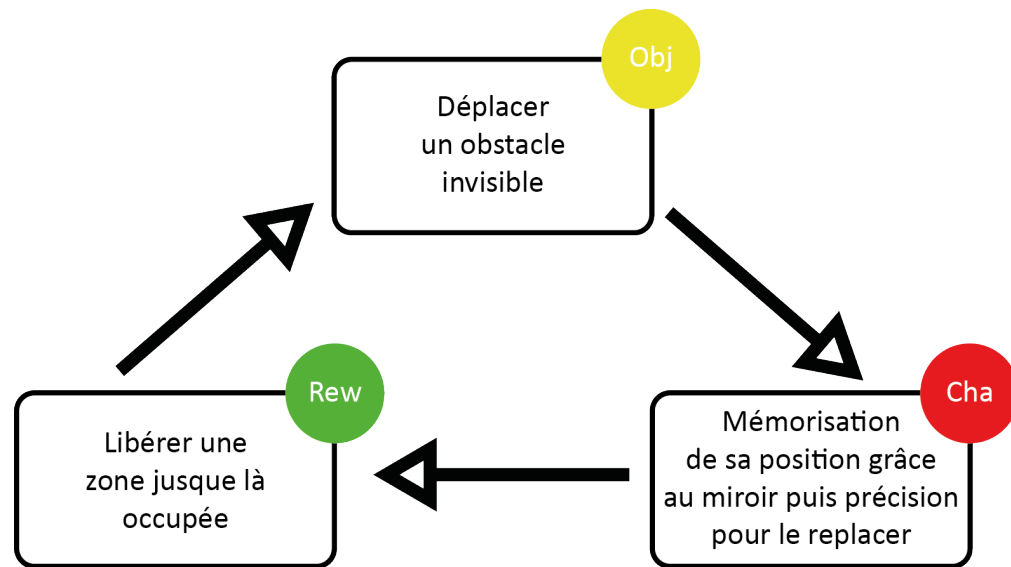 Obj
Déplacer
un obstacle
invisible
Rew
Libérer une
zone jusque là
occupée
Cha
Mémorisation
de sa position grâce
au miroir puis précision
pour le replacer